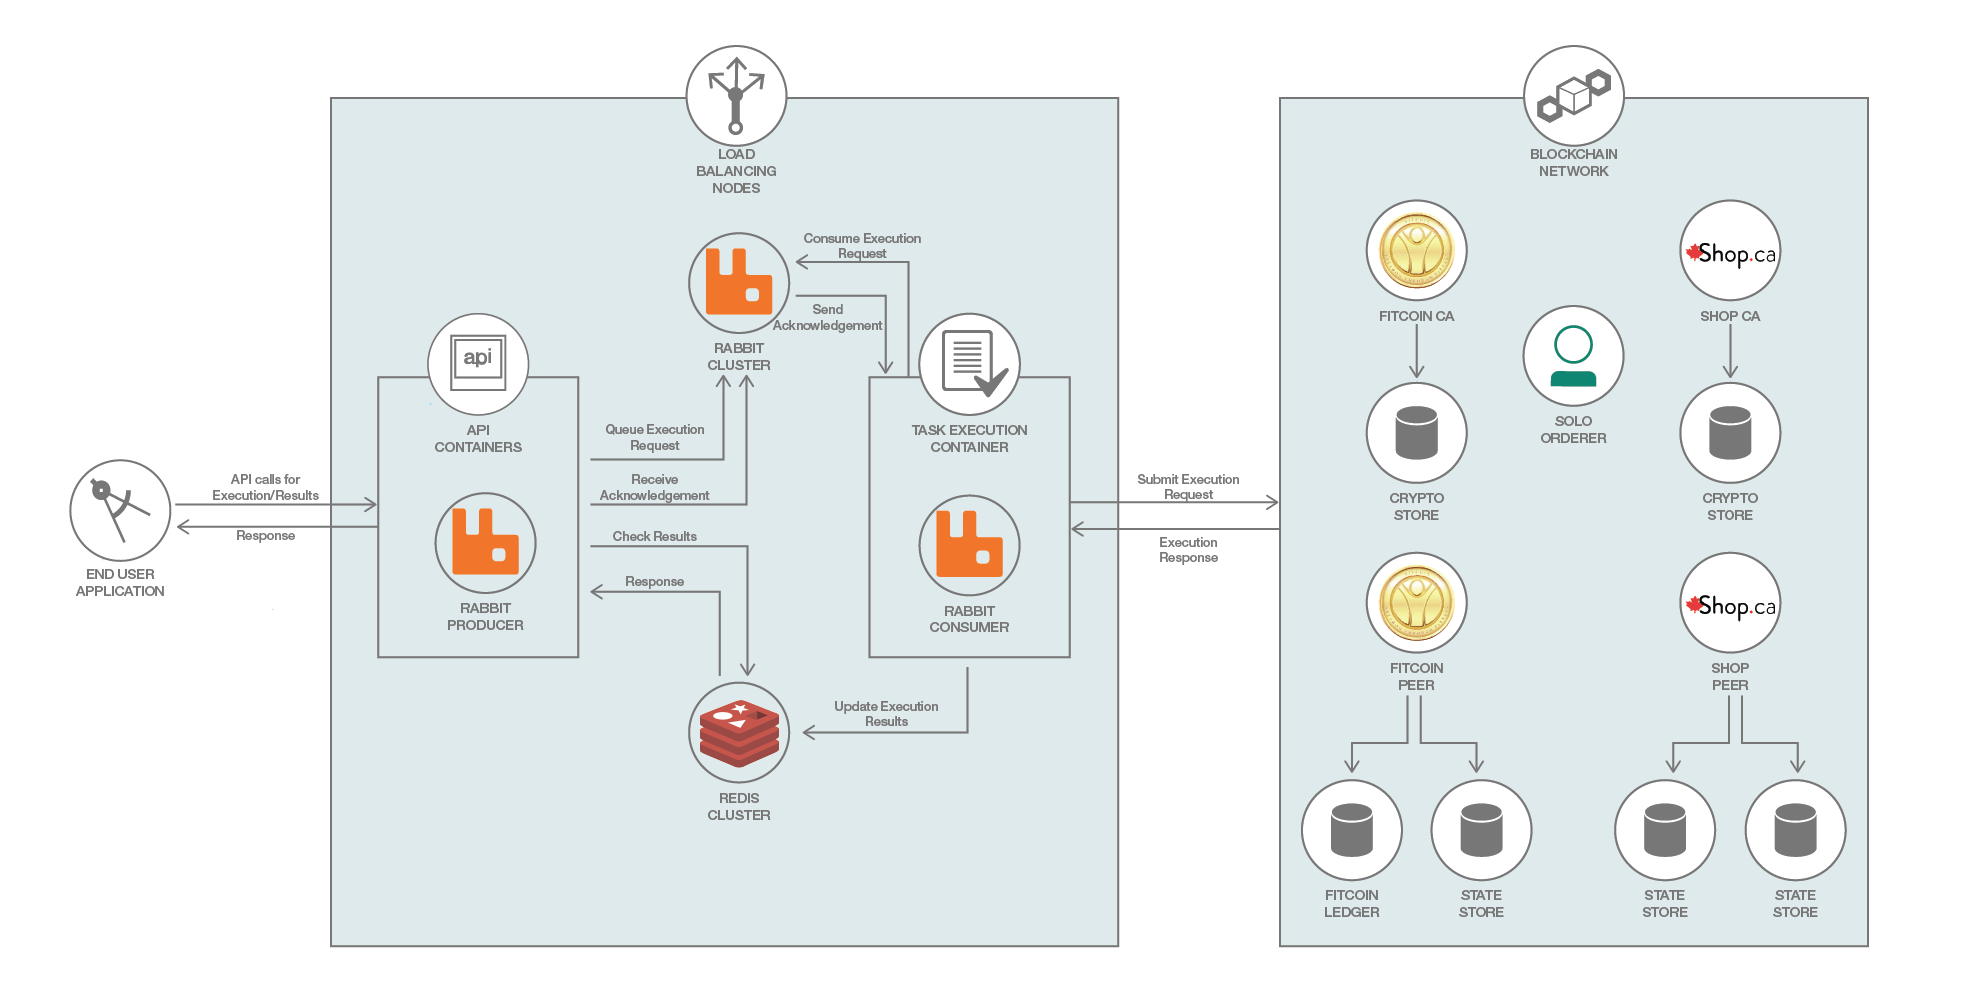 LOAD
BALANCING
NODES
BLOCKCHAIN
NETWORK
Consume Execution
Request
Send
Acknowledgement
RABBIT
CLUSTER
api
API
CONTAINERS
Queue Execution
Request
Receive
Acknowledgement
Check Results
Response
RABBIT
PRODUCER
TASK EXECUTION
CONTAINER
RABBIT
CONSUMER
Update Execution
Results
REDIS
CLUSTER
API calls for
Execution/Results
Response
END USER
APPLICATION
Submit Execution
Request
Execution
Response
FITCOIN CA
Shop.ca
SHOP CA
SOLO
ORDERER
CRYPTO
STORE
CRYPTO
STORE
FITCOIN
PEER
Shop.ca
SHOP
PEER
FITCOIN
LEDGER
STATE
STORE
STATE
STORE
STATE
STORE